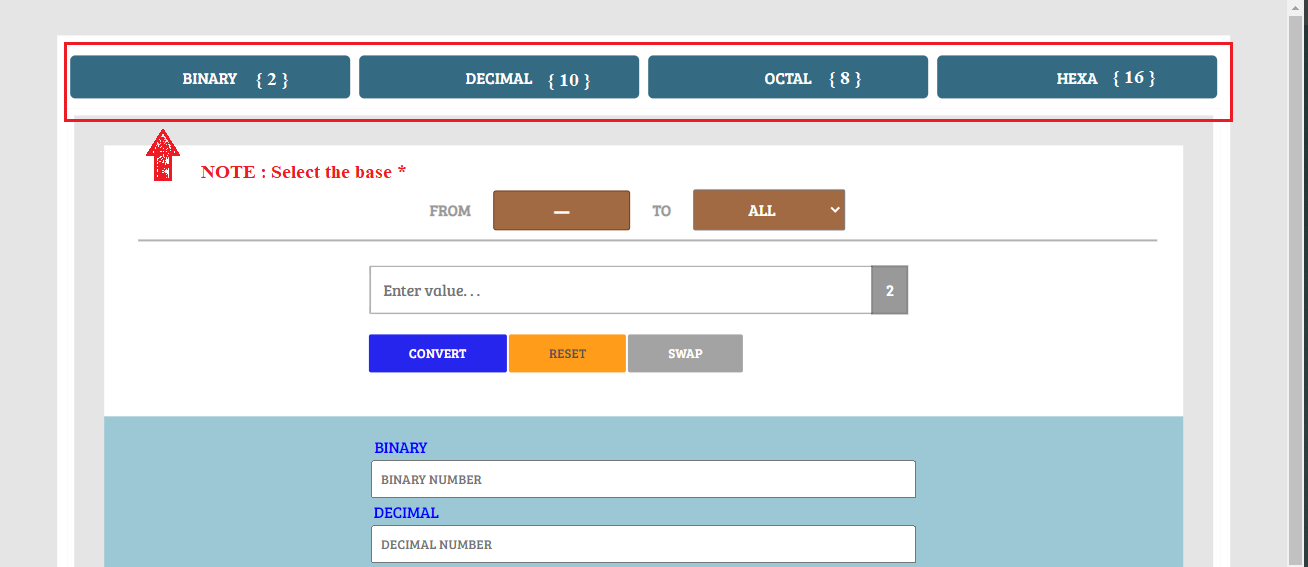 BINARY { 2 } DECIMAL { 10 } OCTAL { 8 } HEXA { 16 }
NOTE : Select the base *
FROM — TO ALL
Enter value. . . 2
CONVERT RESET SWAP
BINARY
BINARY NUMBER
DECIMAL
DECIMAL NUMBER